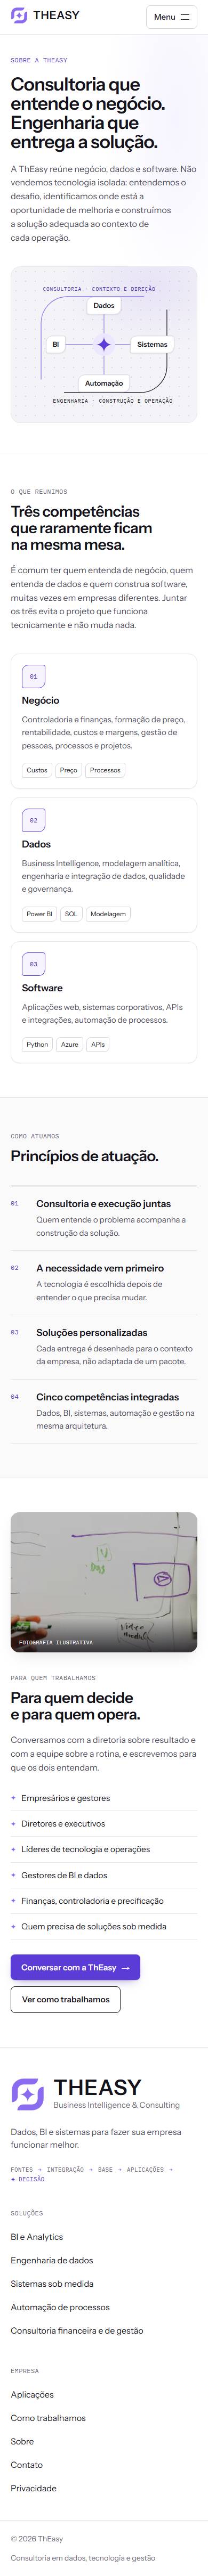 THEASY
Menu
SOBRE A THEASY
Consultoria que
entende o negócio.
Engenharia que
entrega a solução.
A ThEasy reúne negócio, dados e software. Não
vendemos tecnologia isolada: entendemos o
desafio, identificamos onde está a
oportunidade de melhoria e construímos
a solução adequada ao contexto de
cada operação.
CONSULTORIA · CONTEXTO E DIREÇÃO
Dados
BI
Sistemas
Automação
ENGENHARIA · CONSTRUÇÃO E OPERAÇÃO
O QUE REUNIMOS
Três competências
que raramente ficam
na mesma mesa.
É comum ter quem entenda de negócio, quem
entenda de dados e quem construa software,
muitas vezes em empresas diferentes. Juntar
os três evita o projeto que funciona
tecnicamente e não muda nada.
01
Negócio
Controladoria e finanças, formação de preço,
rentabilidade, custos e margens, gestão de
pessoas, processos e projetos.
Custos Preço Processos
02
Dados
Business Intelligence, modelagem analítica,
engenharia e integração de dados, qualidade
e governança.
Power BI SQL Modelagem
03
Software
Aplicações web, sistemas corporativos, APIs
e integrações, automação de processos.
Python Azure APIs
COMO ATUAMOS
Princípios de atuação.
01 Consultoria e execução juntas
Quem entende o problema acompanha a
construção da solução.
02 A necessidade vem primeiro
A tecnologia é escolhida depois de
entender o que precisa mudar.
03 Soluções personalizadas
Cada entrega é desenhada para o contexto
da empresa, não adaptada de um pacote.
04 Cinco competências integradas
Dados, BI, sistemas, automação e gestão na
mesma arquitetura.
FOTOGRAFIA ILUSTRATIVA
PARA QUEM TRABALHAMOS
Para quem decide
e para quem opera.
Conversamos com a diretoria sobre resultado e
com a equipe sobre a rotina, e escrevemos para
que os dois entendam.
Empresários e gestores
Diretores e executivos
Líderes de tecnologia e operações
Gestores de BI e dados
Finanças, controladoria e precificação
Quem precisa de soluções sob medida
Conversar com a ThEasy →
Ver como trabalhamos
THEASY
Business Intelligence & Consulting
Dados, BI e sistemas para fazer sua empresa
funcionar melhor.
FONTES → INTEGRAÇÃO → BASE → APLICAÇÕES →
✦ DECISÃO
SOLUÇÕES
BI e Analytics
Engenharia de dados
Sistemas sob medida
Automação de processos
Consultoria financeira e de gestão
EMPRESA
Aplicações
Como trabalhamos
Sobre
Contato
Privacidade
© 2026 ThEasy
Consultoria em dados, tecnologia e gestão